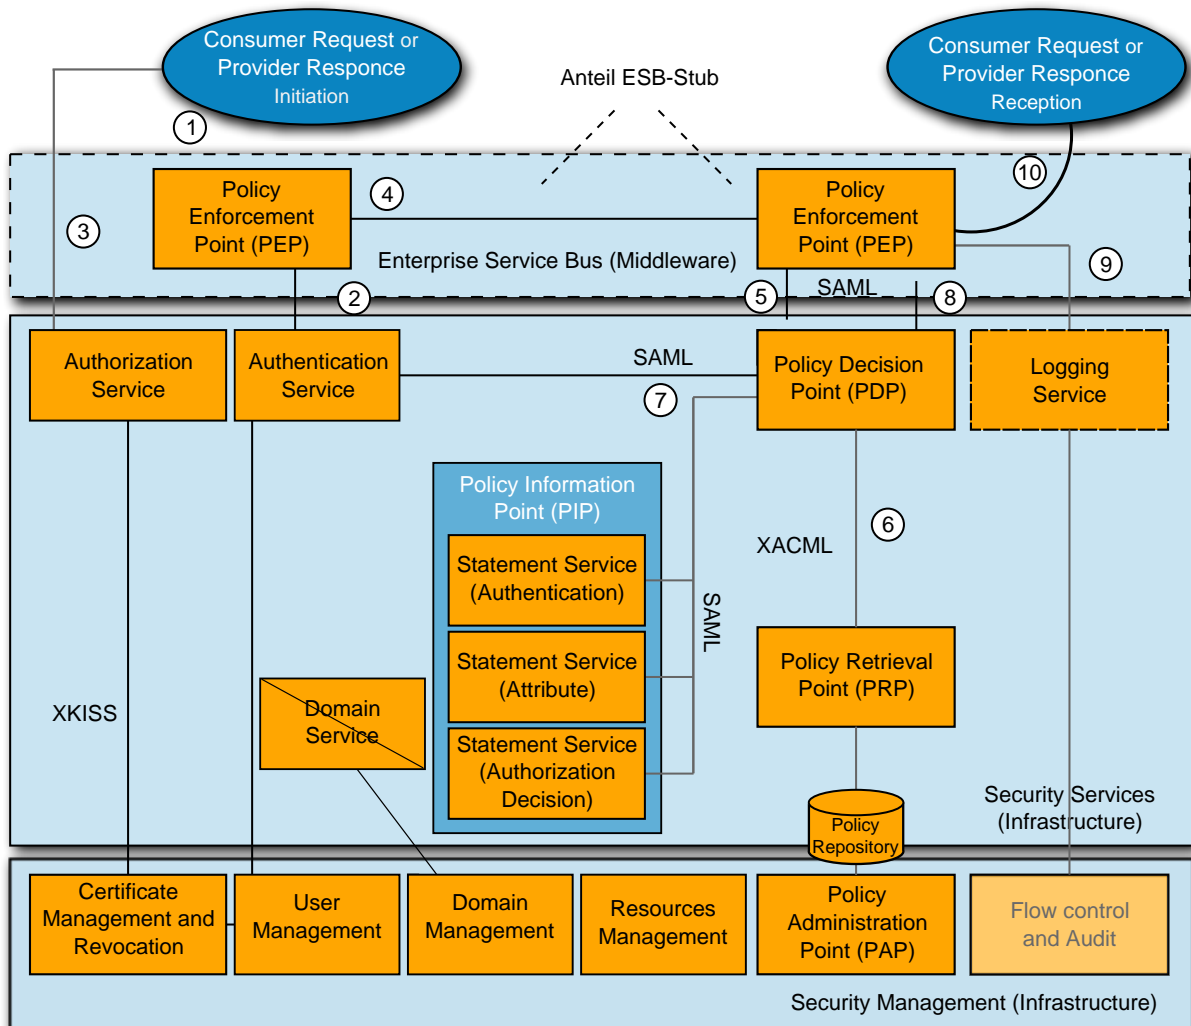 Consumer Request or
Provider Responce
Initiation
Consumer Request or
Provider Responce
Reception
Anteil ESB-Stub
1
10
Policy
Enforcement
Point (PEP)
4
Policy
Enforcement
Point (PEP)
3
Enterprise Service Bus (Middleware)
9
2
5
SAML
8
Authorization
Service
Authentication
Service
SAML
7
Policy Decision
Point (PDP)
Logging
Service
Policy Information
Point (PIP)
Statement Service
(Authentication)
Statement Service
(Attribute)
Statement Service
(Authorization
Decision)
SAML
6
XACML
Policy Retrieval
Point (PRP)
XKISS
Domain
Service
Policy
Repository
Security Services
(Infrastructure)
Certificate
Management and
Revocation
User
Management
Domain
Management
Resources
Management
Policy
Administration
Point (PAP)
Flow control
and Audit
Security Management (Infrastructure)